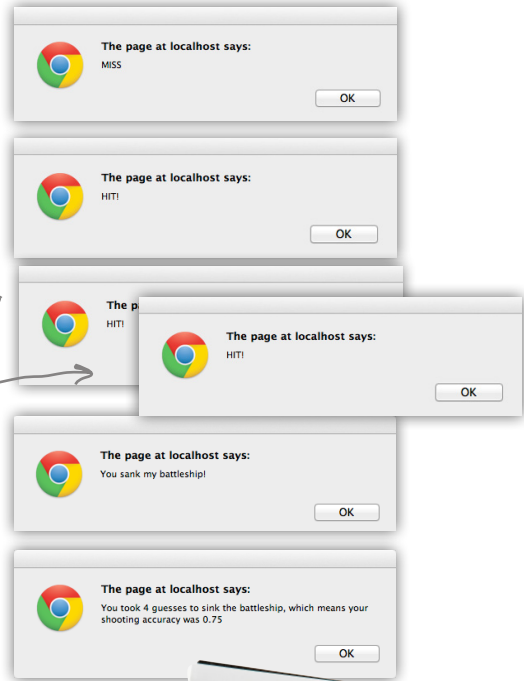 The page at localhost says:
MISS
OK
The page at localhost says:
HIT!
OK
The p
HIT!
The page at localhost says:
HIT!
OK
The page at localhost says:
You sank my battleship!
OK
The page at localhost says:
You took 4 guesses to sink the battleship, which means your
shooting accuracy was 0.75
OK